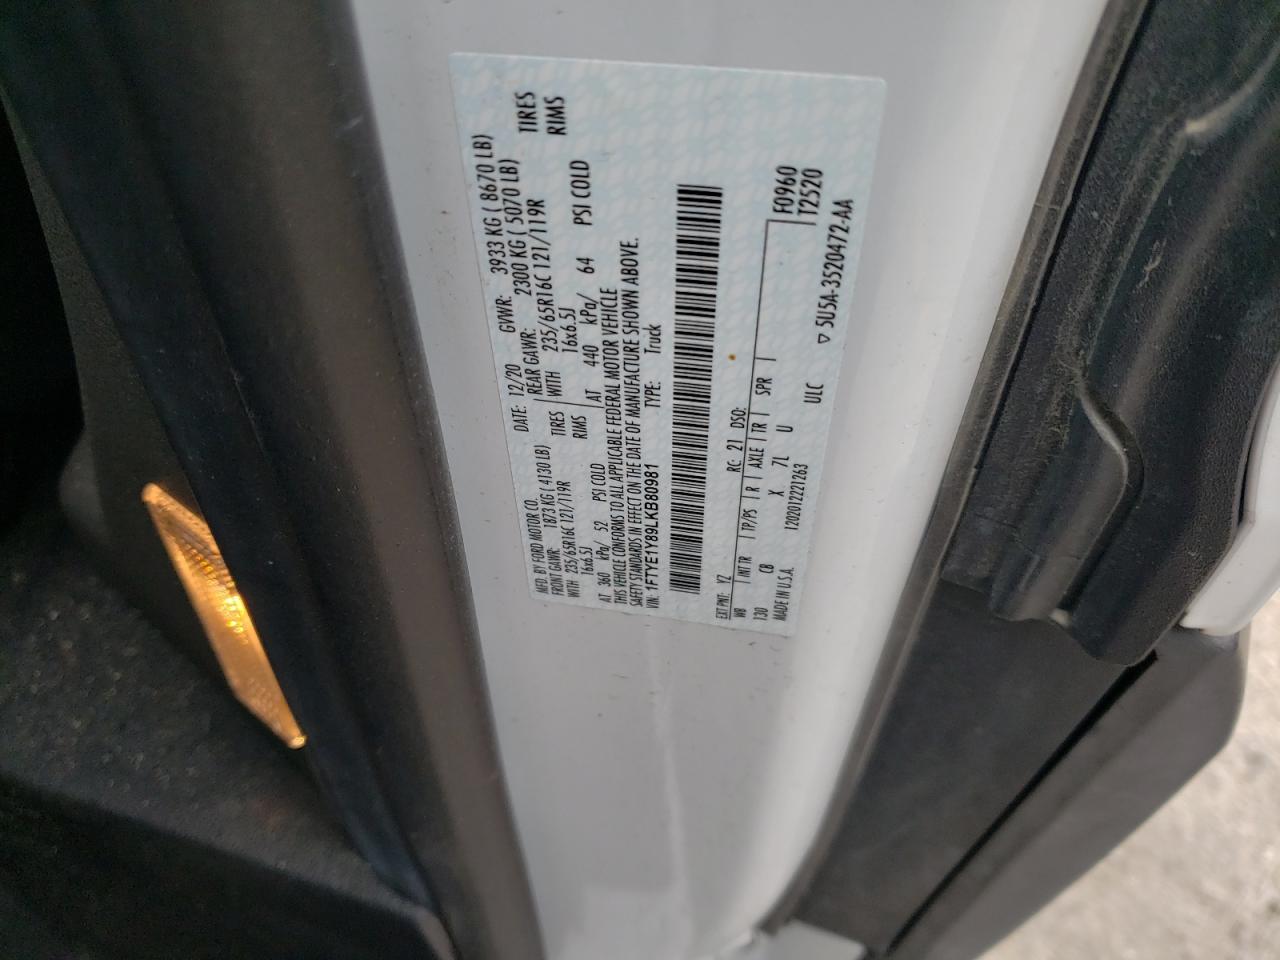 MFD. BY FORD MOTOR CO. DATE: 12/20 GVWR: 3933 KG ( 8670 LB)
FRONT GAWR: 1873 KG ( 4130 LB) REAR GAWR: 2300 KG ( 5070 LB)
WITH 235/65R16C 121/119R TIRES WITH 235/65R16C 121/119R TIRES
16x6.5J RIMS 16x6.5J RIMS
AT 360 kPa/ 52 PSI COLD AT 440 kPa/ 64 PSI COLD
THIS VEHICLE CONFORMS TO ALL APPLICABLE FEDERAL MOTOR VEHICLE
SAFETY STANDARDS IN EFFECT ON THE DATE OF MANUFACTURE SHOWN ABOVE.
VIN: 1FTYE1Y89LKB80981 TYPE: Truck
EXT PNT: YZ RC: 21 DSO:
WB INT TR TP/PS R AXLE TR SPR F0960
130 CB X 7L U T2520
MADE IN U.S.A. 1202012221263 ULC
▽ 5U5A-3520472-AA